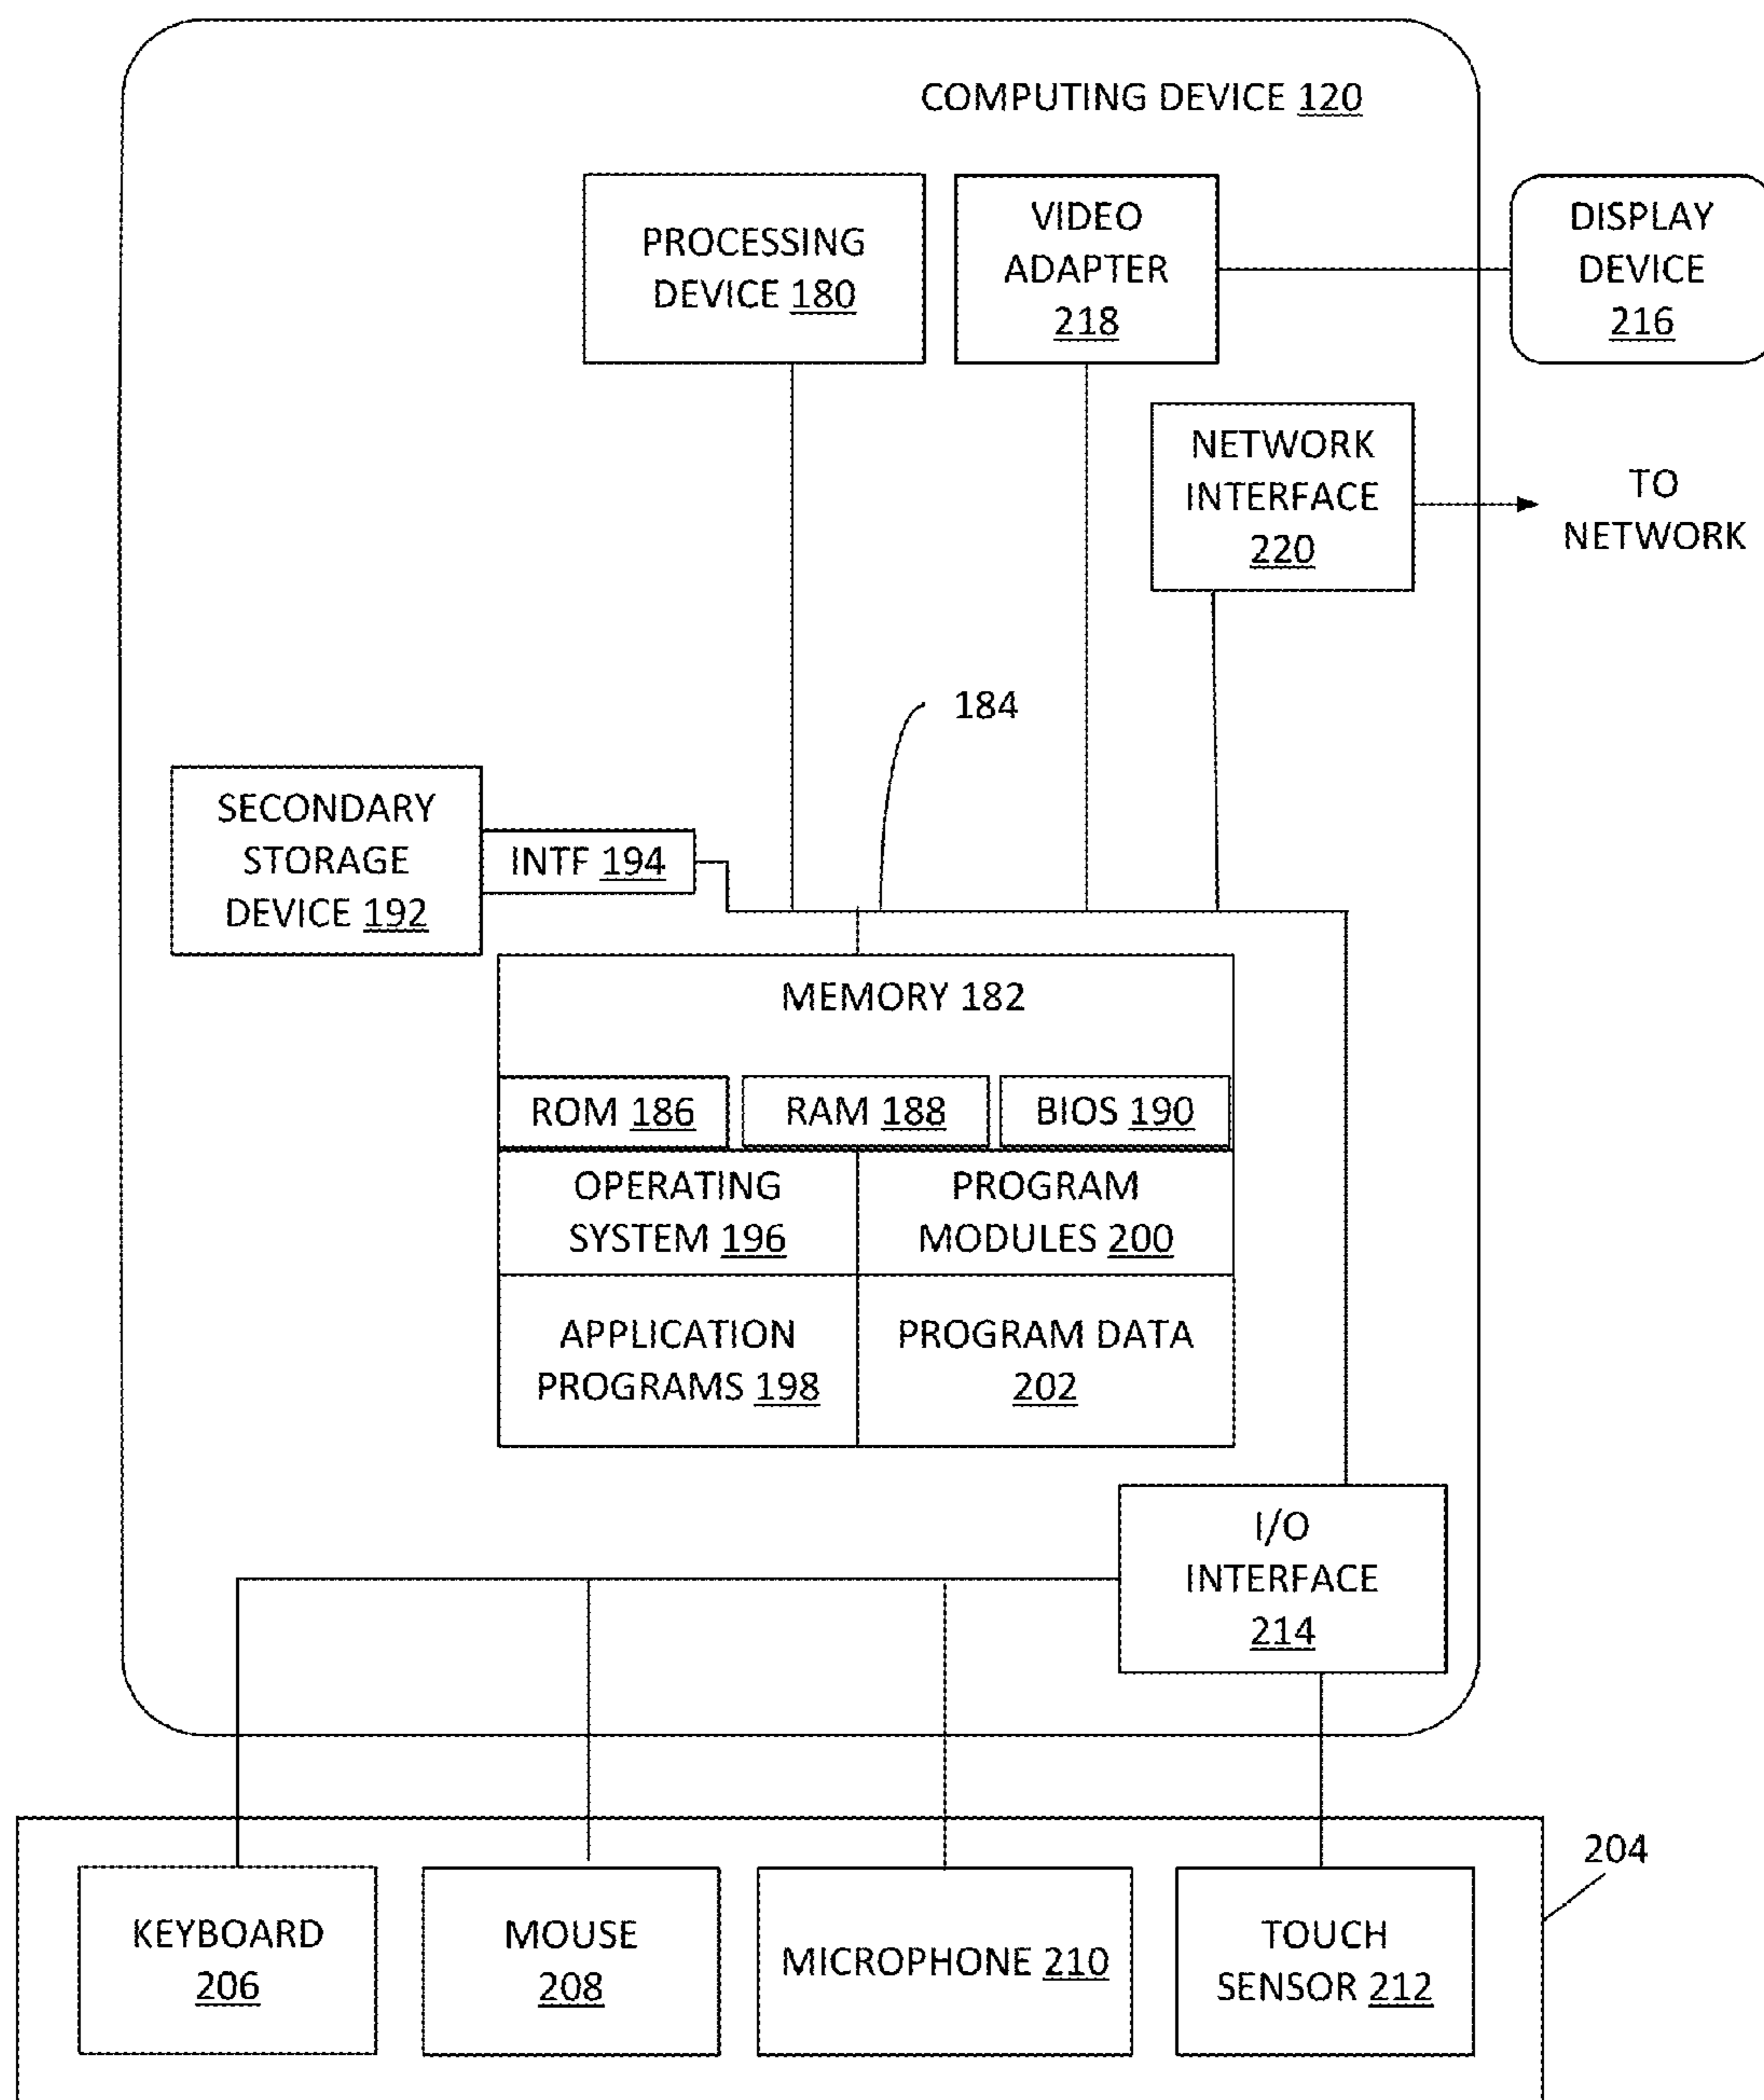 COMPUTING DEVICE 120
PROCESSING
DEVICE 180
VIDEO
ADAPTER
218
DISPLAY
DEVICE
216
NETWORK
INTERFACE
220
TO
NETWORK
184
SECONDARY
STORAGE
DEVICE 192
INTF 194
MEMORY 182
ROM 186
RAM 188
BIOS 190
OPERATING
SYSTEM 196
PROGRAM
MODULES 200
APPLICATION
PROGRAMS 198
PROGRAM DATA
202
I/O
INTERFACE
214
204
KEYBOARD
206
MOUSE
208
MICROPHONE 210
TOUCH
SENSOR 212